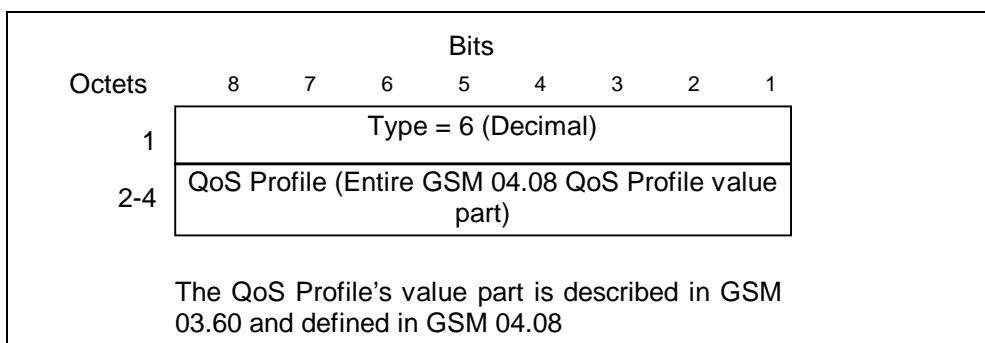 Bits
Octets 8 7 6 5 4 3 2 1
1 Type = 6 (Decimal)
2-4 QoS Profile (Entire GSM 04.08 QoS Profile value
part)
The QoS Profile's value part is described in GSM
03.60 and defined in GSM 04.08